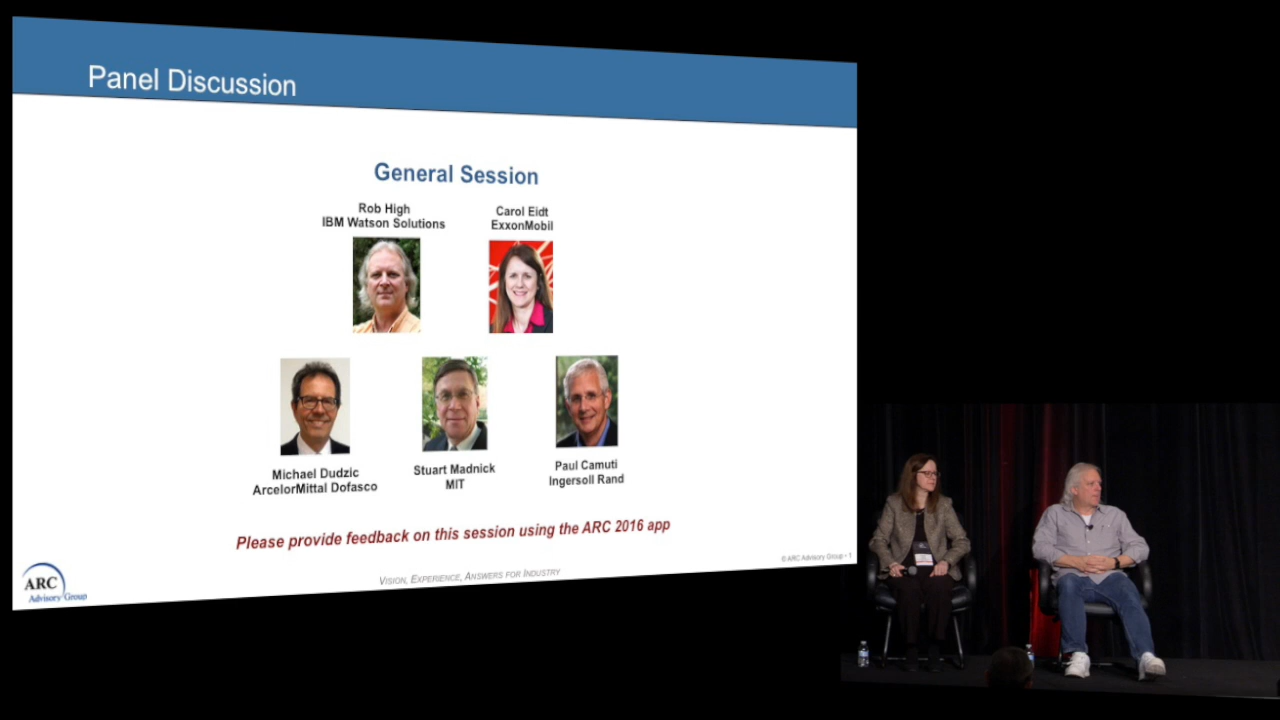 Panel Discussion
General Session
Rob High
IBM Watson Solutions
Carol Eidt
ExxonMobil
Michael Dudzic
ArcelorMittal Dofasco
Stuart Madnick
MIT
Paul Camuti
Ingersoll Rand
Please provide feedback on this session using the ARC 2016 app
© ARC Advisory Group • 1
VISION, EXPERIENCE, ANSWERS FOR INDUSTRY
ARC
Advisory Group